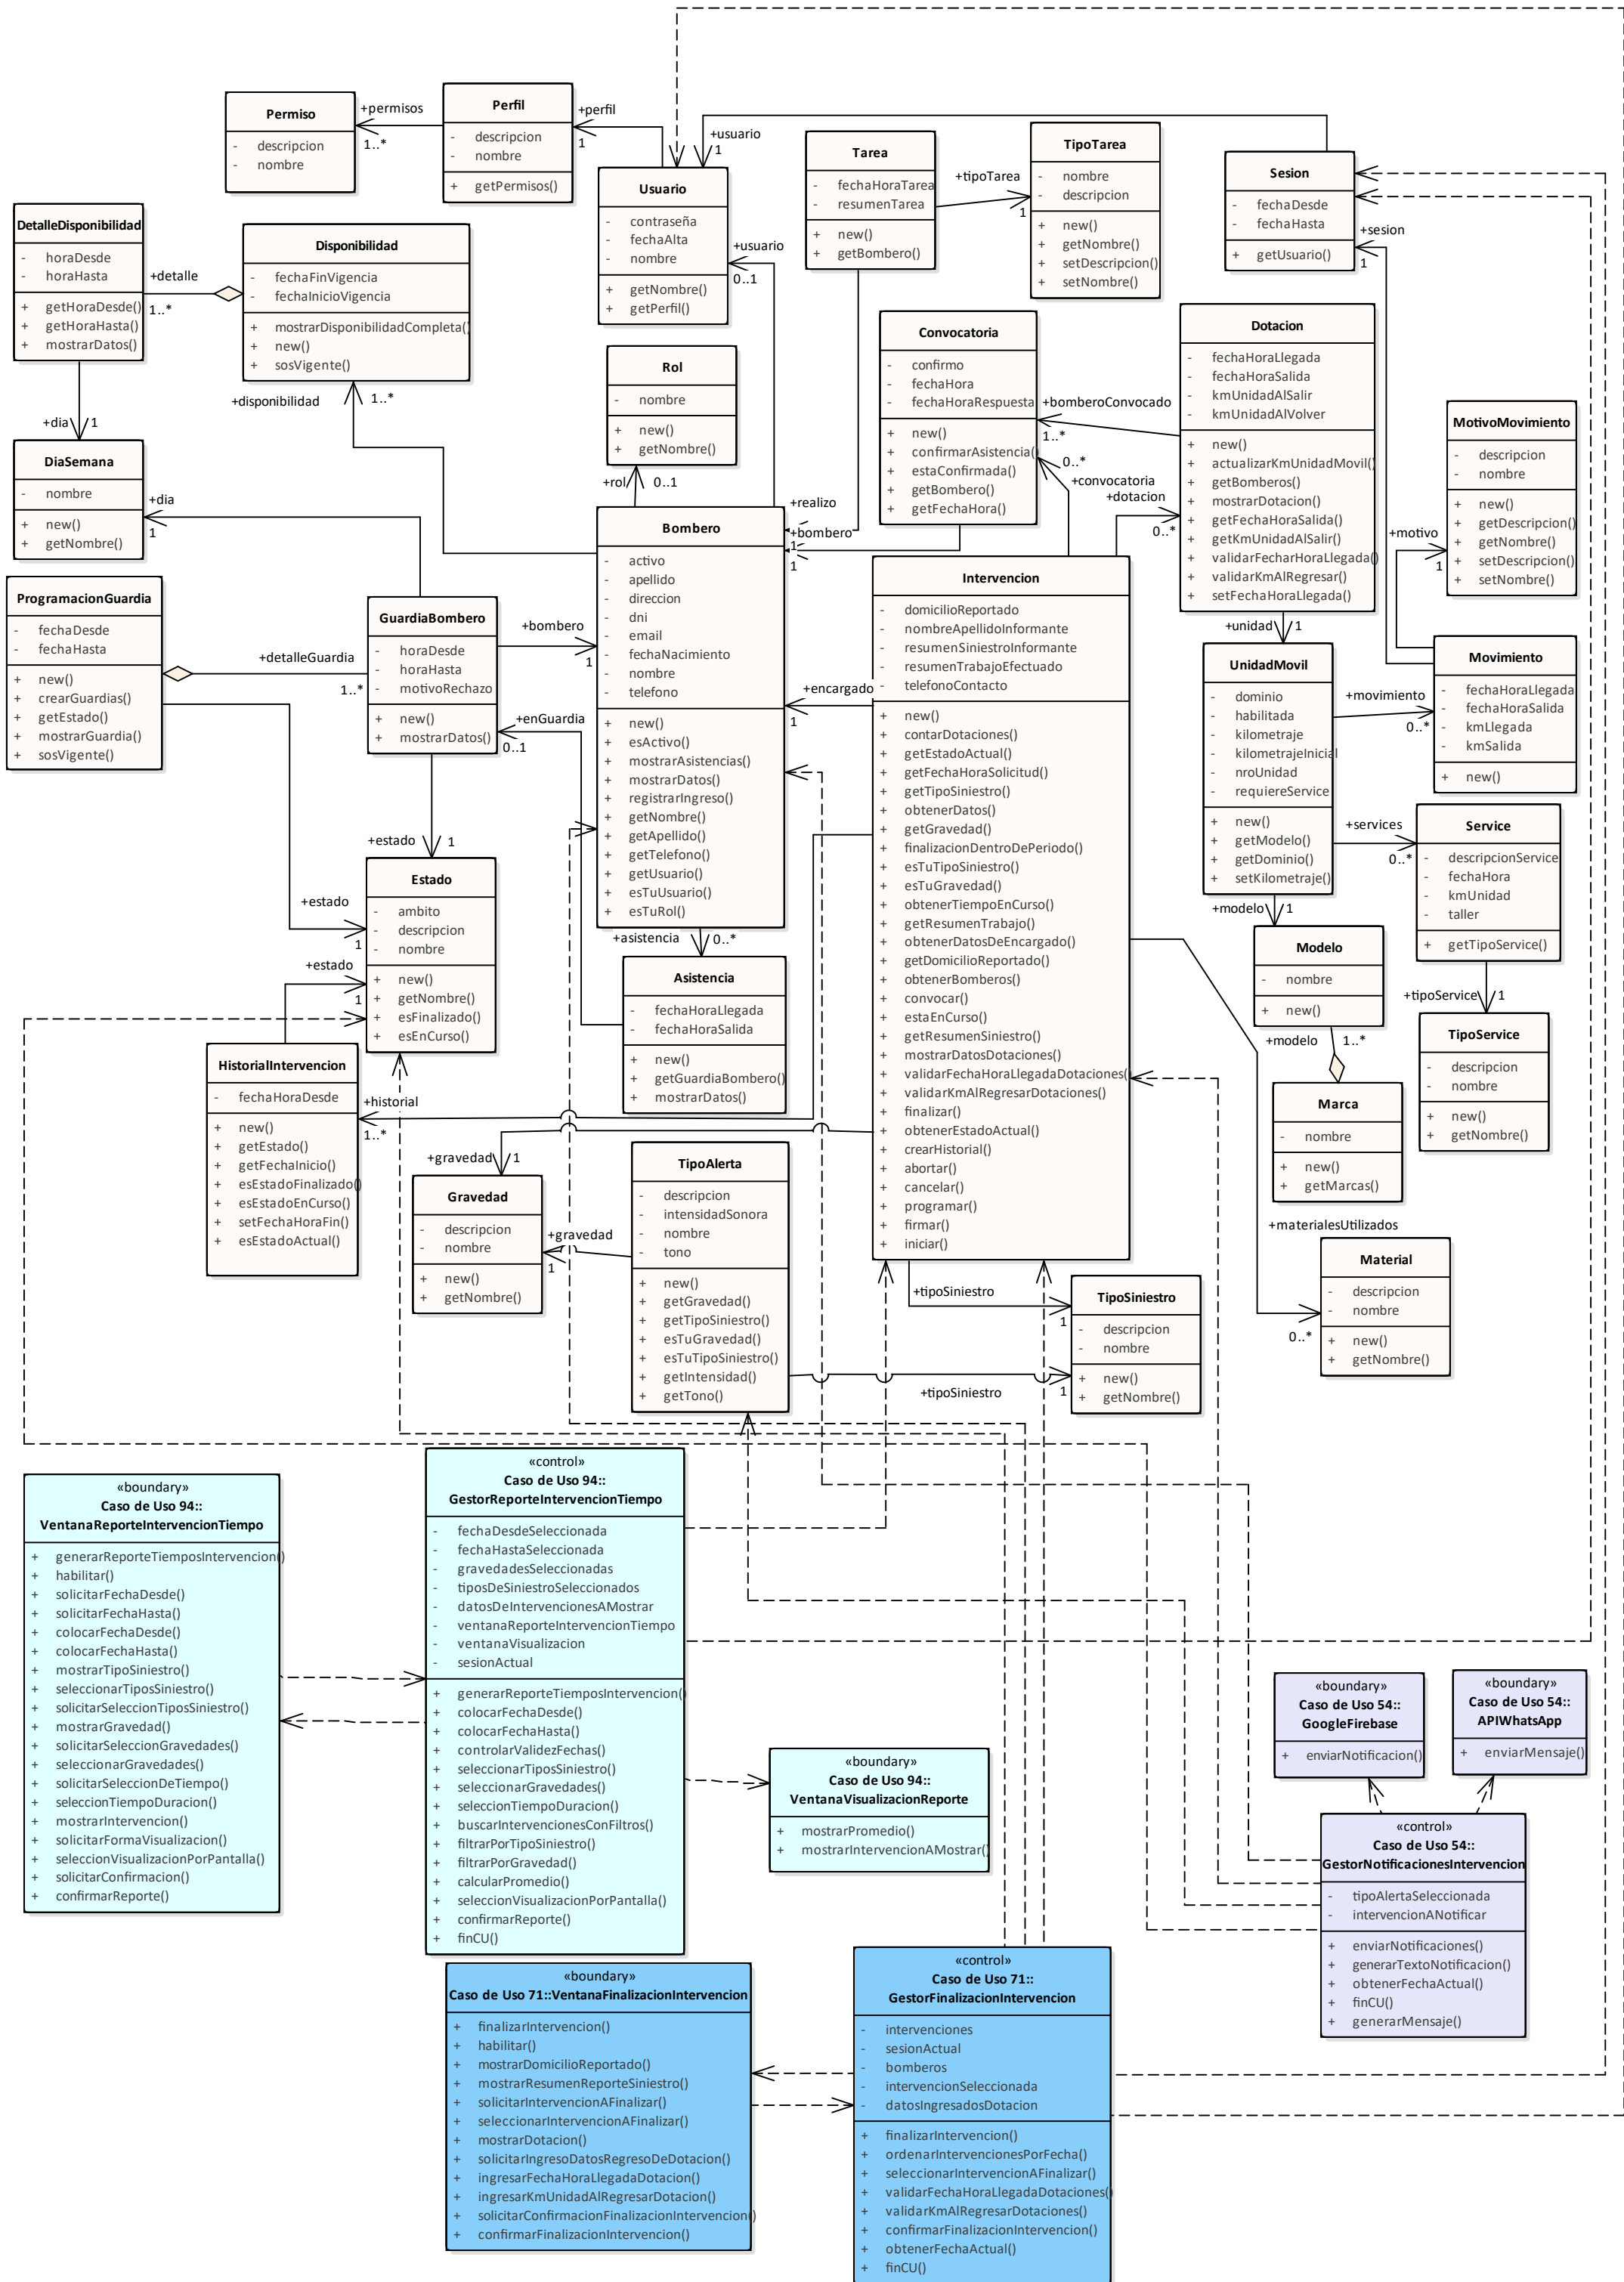 Permiso
- descripcion
- nombre
+permisos
1..*
Perfil
- descripcion
- nombre
+ getPermisos()
+perfil
1
Usuario
- contraseña
- fechaAlta
- nombre
+ getNombre()
+ getPerfil()
+usuario
1
+usuario
0..1
Tarea
- fechaHoraTarea
- resumenTarea
+ new()
+ getBombero()
+tipoTarea
1
TipoTarea
- nombre
- descripcion
+ new()
+ getNombre()
+ setDescripcion()
+ setNombre()
Sesion
- fechaDesde
- fechaHasta
+ getUsuario()
+sesion
1
DetalleDisponibilidad
- horaDesde
- horaHasta
+ getHoraDesde()
+ getHoraHasta()
+ mostrarDatos()
+detalle
1..*
Disponibilidad
- fechaFinVigencia
- fechaInicioVigencia
+ mostrarDisponibilidadCompleta()
+ new()
+ sosVigente()
+disponibilidad
1..*
Rol
- nombre
+ new()
+ getNombre()
+rol
0..1
Convocatoria
- confirmo
- fechaHora
- fechaHoraRespuesta
+ new()
+ confirmarAsistencia()
+ estaConfirmada()
+ getBombero()
+ getFechaHora()
+bomberoConvocado
1..*
0..*
+convocatoria
+dotacion
0..*
Dotacion
- fechaHoraLlegada
- fechaHoraSalida
- kmUnidadAlSalir
- kmUnidadAlVolver
+ new()
+ actualizarKmUnidadMovil()
+ getBomberos()
+ mostrarDotacion()
+ getFechaHoraSalida()
+ getKmUnidadAlSalir()
+ validarFecharHoraLlegada()
+ validarKmAlRegresar()
+ setFechaHoraLlegada()
MotivoMovimiento
- descripcion
- nombre
+ new()
+ getDescripcion()
+ getNombre()
+ setDescripcion()
+ setNombre()
+motivo
1
+dia
1
DiaSemana
- nombre
+ new()
+ getNombre()
+dia
1
+realizo
1
+bombero
1
Bombero
- activo
- apellido
- direccion
- dni
- email
- fechaNacimiento
- nombre
- telefono
+ new()
+ esActivo()
+ mostrarAsistencias()
+ mostrarDatos()
+ registrarIngreso()
+ getNombre()
+ getApellido()
+ getTelefono()
+ getUsuario()
+ esTuUsuario()
+ esTuRol()
ProgramacionGuardia
- fechaDesde
- fechaHasta
+ new()
+ crearGuardias()
+ getEstado()
+ mostrarGuardia()
+ sosVigente()
+detalleGuardia
1..*
GuardiaBombero
- horaDesde
- horaHasta
- motivoRechazo
+ new()
+ mostrarDatos()
+bombero
1
+enGuardia
0..1
+encargado
1
Intervencion
- domicilioReportado
- nombreApellidoInformante
- resumenSiniestroInformante
- resumenTrabajoEfectuado
- telefonoContacto
+ new()
+ contarDotaciones()
+ getEstadoActual()
+ getFechaHoraSolicitud()
+ getTipoSiniestro()
+ obtenerDatos()
+ getGravedad()
+ finalizacionDentroDePeriodo()
+ esTuTipoSiniestro()
+ esTuGravedad()
+ obtenerTiempoEnCurso()
+ getResumenTrabajo()
+ obtenerDatosDeEncargado()
+ getDomicilioReportado()
+ obtenerBomberos()
+ convocar()
+ estaEnCurso()
+ getResumenSiniestro()
+ mostrarDatosDotaciones()
+ validarFechaHoraLlegadaDotaciones()
+ validarKmAlRegresarDotaciones()
+ finalizar()
+ obtenerEstadoActual()
+ crearHistorial()
+ abortar()
+ cancelar()
+ programar()
+ firmar()
+ iniciar()
+unidad
1
UnidadMovil
- dominio
- habilitada
- kilometraje
- kilometrajeInicial
- nroUnidad
- requiereService
+ new()
+ getModelo()
+ getDominio()
+ setKilometraje()
+movimiento
0..*
Movimiento
- fechaHoraLlegada
- fechaHoraSalida
- kmLlegada
- kmSalida
+ new()
+services
0..*
Service
- descripcionService
- fechaHora
- kmUnidad
- taller
+ getTipoService()
+tipoService
1
TipoService
- descripcion
- nombre
+ new()
+ getNombre()
+modelo
1
Modelo
- nombre
+ new()
+modelo
1..*
Marca
- nombre
+ new()
+ getMarcas()
+estado
1
Estado
- ambito
- descripcion
- nombre
+ new()
+ getNombre()
+ esFinalizado()
+ esEnCurso()
+estado
1
+estado
1
+asistencia
0..*
Asistencia
- fechaHoraLlegada
- fechaHoraSalida
+ new()
+ getGuardiaBombero()
+ mostrarDatos()
HistorialIntervencion
- fechaHoraDesde
+ new()
+ getEstado()
+ getFechaInicio()
+ esEstadoFinalizado()
+ esEstadoEnCurso()
+ setFechaHoraFin()
+ esEstadoActual()
+historial
1..*
+gravedad
1
Gravedad
- descripcion
- nombre
+ new()
+ getNombre()
+gravedad
1
TipoAlerta
- descripcion
- intensidadSonora
- nombre
- tono
+ new()
+ getGravedad()
+ getTipoSiniestro()
+ esTuGravedad()
+ esTuTipoSiniestro()
+ getIntensidad()
+ getTono()
+tipoSiniestro
1
+tipoSiniestro
1
TipoSiniestro
- descripcion
- nombre
+ new()
+ getNombre()
+materialesUtilizados
0..*
Material
- descripcion
- nombre
+ new()
+ getNombre()
«boundary»
Caso de Uso 94::
VentanaReporteIntervencionTiempo
+ generarReporteTiemposIntervencion()
+ habilitar()
+ solicitarFechaDesde()
+ solicitarFechaHasta()
+ colocarFechaDesde()
+ colocarFechaHasta()
+ mostrarTipoSiniestro()
+ seleccionarTiposSiniestro()
+ solicitarSeleccionTiposSiniestro()
+ mostrarGravedad()
+ solicitarSeleccionGravedades()
+ seleccionarGravedades()
+ solicitarSeleccionDeTiempo()
+ seleccionTiempoDuracion()
+ mostrarIntervencion()
+ solicitarFormaVisualizacion()
+ seleccionVisualizacionPorPantalla()
+ solicitarConfirmacion()
+ confirmarReporte()
«control»
Caso de Uso 94::
GestorReporteIntervencionTiempo
- fechaDesdeSeleccionada
- fechaHastaSeleccionada
- gravedadesSeleccionadas
- tiposDeSiniestroSeleccionados
- datosDeIntervencionesAMostrar
- ventanaReporteIntervencionTiempo
- ventanaVisualizacion
- sesionActual
+ generarReporteTiemposIntervencion()
+ colocarFechaDesde()
+ colocarFechaHasta()
+ controlarValidezFechas()
+ seleccionarTiposSiniestro()
+ seleccionarGravedades()
+ seleccionTiempoDuracion()
+ buscarIntervencionesConFiltros()
+ filtrarPorTipoSiniestro()
+ filtrarPorGravedad()
+ calcularPromedio()
+ seleccionVisualizacionPorPantalla()
+ confirmarReporte()
+ finCU()
«boundary»
Caso de Uso 94::
VentanaVisualizacionReporte
+ mostrarPromedio()
+ mostrarIntervencionAMostrar()
«boundary»
Caso de Uso 54::
GoogleFirebase
+ enviarNotificacion()
«boundary»
Caso de Uso 54::
APIWhatsApp
+ enviarMensaje()
«control»
Caso de Uso 54::
GestorNotificacionesIntervencion
- tipoAlertaSeleccionada
- intervencionANotificar
+ enviarNotificaciones()
+ generarTextoNotificacion()
+ obtenerFechaActual()
+ finCU()
+ generarMensaje()
«boundary»
Caso de Uso 71::VentanaFinalizacionIntervencion
+ finalizarIntervencion()
+ habilitar()
+ mostrarDomicilioReportado()
+ mostrarResumenReporteSiniestro()
+ solicitarIntervencionAFinalizar()
+ seleccionarIntervencionAFinalizar()
+ mostrarDotacion()
+ solicitarIngresoDatosRegresoDeDotacion()
+ ingresarFechaHoraLlegadaDotacion()
+ ingresarKmUnidadAlRegresarDotacion()
+ solicitarConfirmacionFinalizacionIntervencion()
+ confirmarFinalizacionIntervencion()
«control»
Caso de Uso 71::
GestorFinalizacionIntervencion
- intervenciones
- sesionActual
- bomberos
- intervencionSeleccionada
- datosIngresadosDotacion
+ finalizarIntervencion()
+ ordenarIntervencionesPorFecha()
+ seleccionarIntervencionAFinalizar()
+ validarFechaHoraLlegadaDotaciones()
+ validarKmAlRegresarDotaciones()
+ confirmarFinalizacionIntervencion()
+ obtenerFechaActual()
+ finCU()